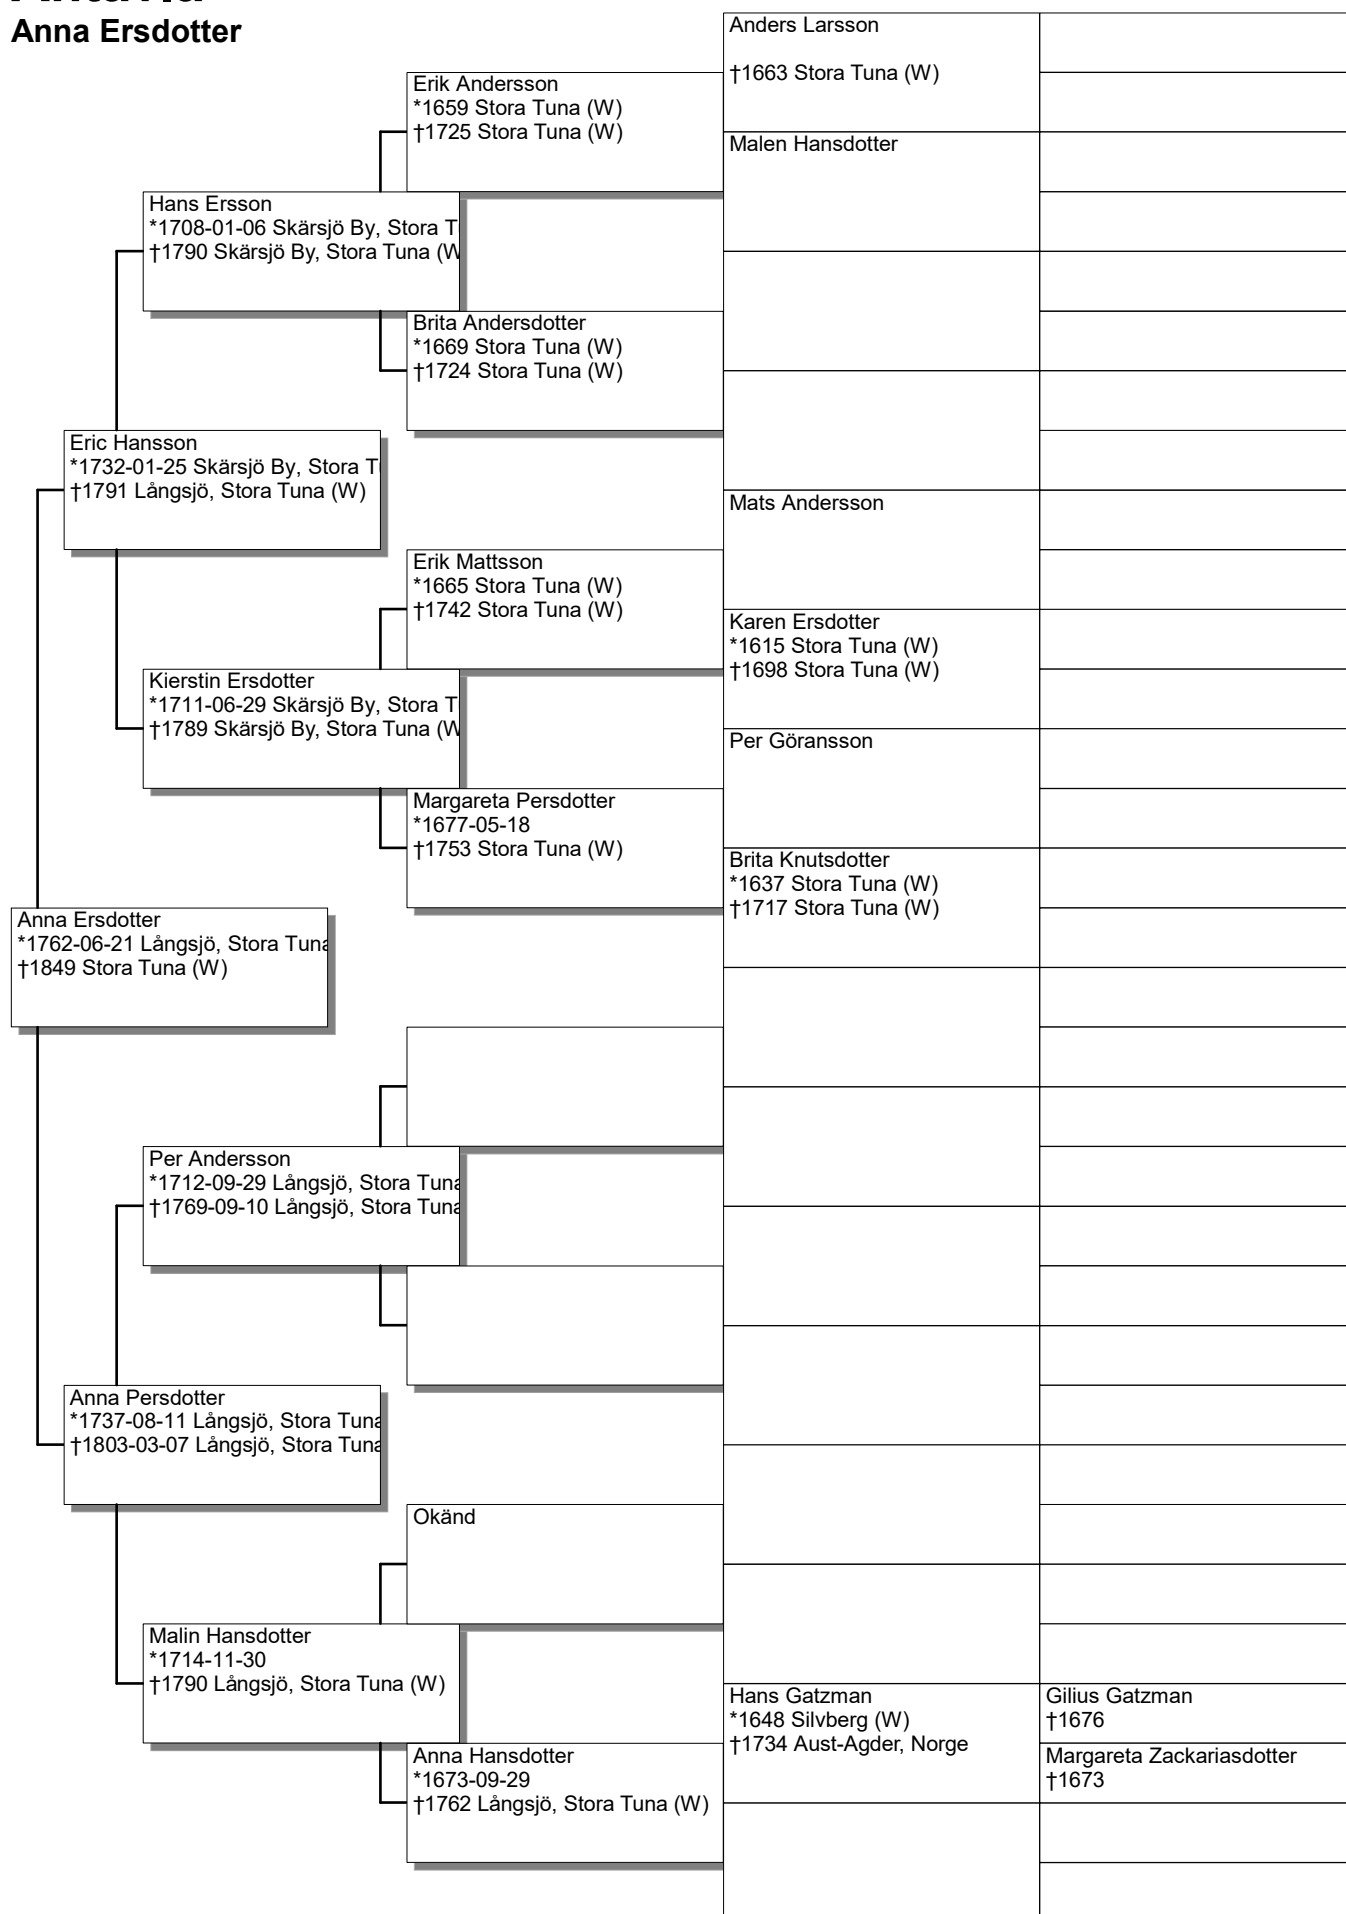 Anna Ersdotter
Anders Larsson
†1663 Stora Tuna (W)
Erik Andersson
*1659 Stora Tuna (W)
†1725 Stora Tuna (W)
Malen Hansdotter
Hans Ersson
*1708-01-06 Skärsjö By, Stora T
†1790 Skärsjö By, Stora Tuna (W
Brita Andersdotter
*1669 Stora Tuna (W)
†1724 Stora Tuna (W)
Eric Hansson
*1732-01-25 Skärsjö By, Stora T
†1791 Långsjö, Stora Tuna (W)
Mats Andersson
Erik Mattsson
*1665 Stora Tuna (W)
†1742 Stora Tuna (W)
Karen Ersdotter
*1615 Stora Tuna (W)
†1698 Stora Tuna (W)
Kierstin Ersdotter
*1711-06-29 Skärsjö By, Stora T
†1789 Skärsjö By, Stora Tuna (W
Per Göransson
Margareta Persdotter
*1677-05-18
†1753 Stora Tuna (W)
Brita Knutsdotter
*1637 Stora Tuna (W)
†1717 Stora Tuna (W)
Anna Ersdotter
*1762-06-21 Långsjö, Stora Tuna
†1849 Stora Tuna (W)
Per Andersson
*1712-09-29 Långsjö, Stora Tuna
†1769-09-10 Långsjö, Stora Tuna
Anna Persdotter
*1737-08-11 Långsjö, Stora Tuna
†1803-03-07 Långsjö, Stora Tuna
Okänd
Malin Hansdotter
*1714-11-30
†1790 Långsjö, Stora Tuna (W)
Hans Gatzman
*1648 Silvberg (W)
†1734 Aust-Agder, Norge
Gilius Gatzman
†1676
Anna Hansdotter
*1673-09-29
†1762 Långsjö, Stora Tuna (W)
Margareta Zackariasdotter
†1673